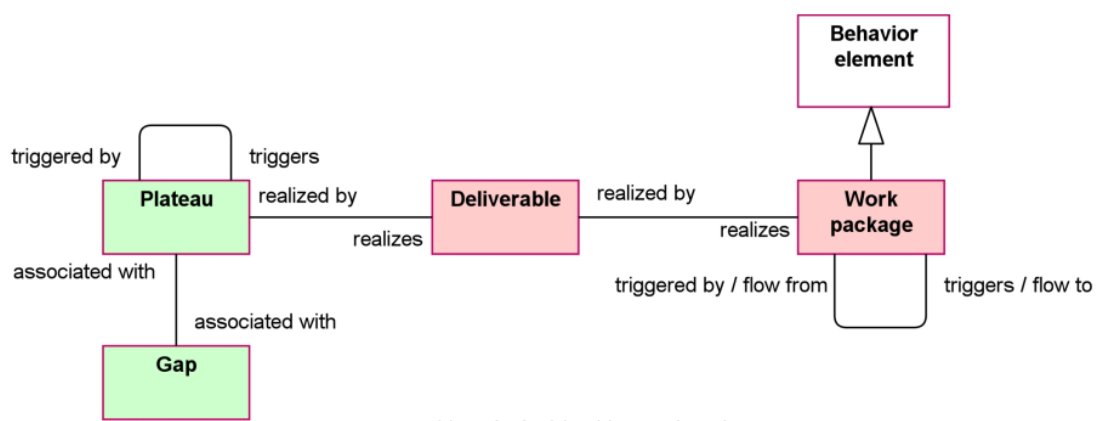 Behavior
element
triggered by
triggers
Plateau
realized by
realizes
Deliverable
realized by
realizes
Work
package
associated with
associated with
Gap
triggered by / flow from
triggers / flow to